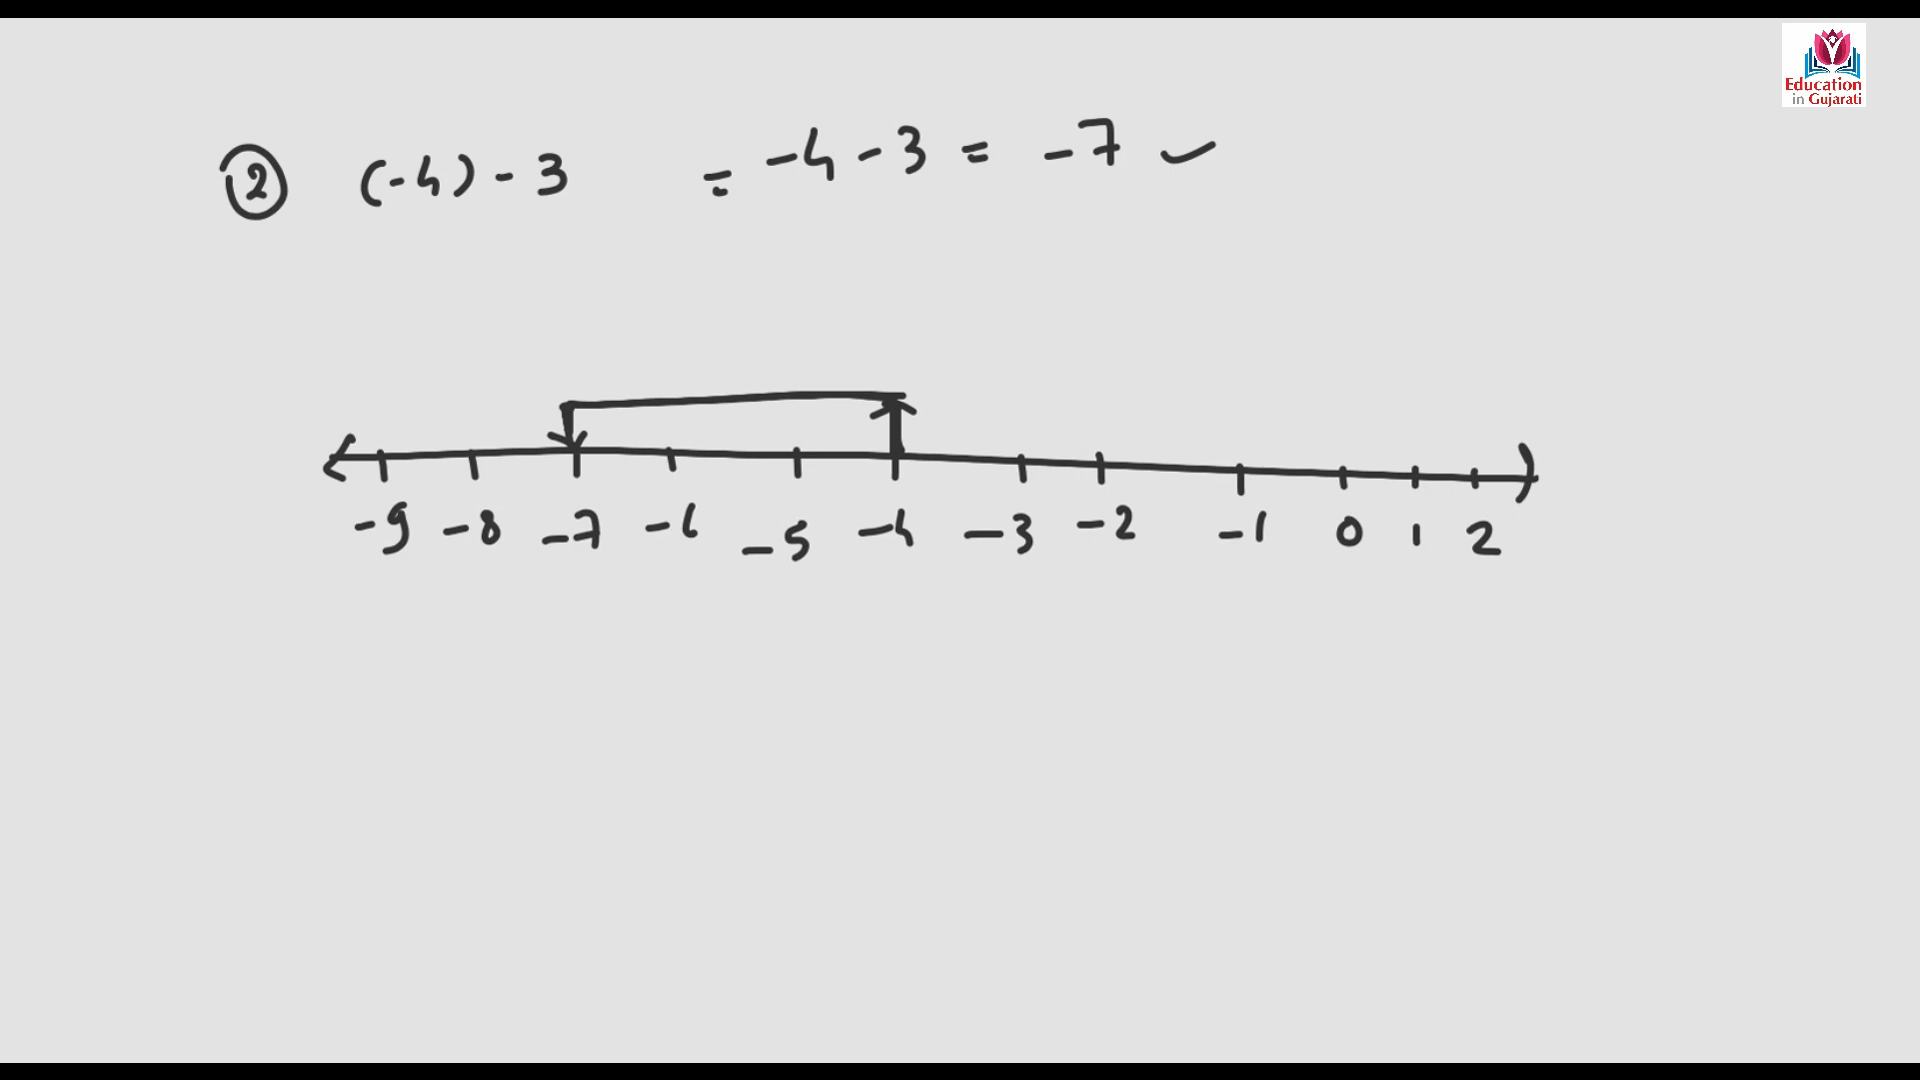 Education
in Gujarati
② (-4) - 3 = -4 - 3 = -7 ✓
-9 -8 -7 -6 -5 -4 -3 -2 -1 0 1 2